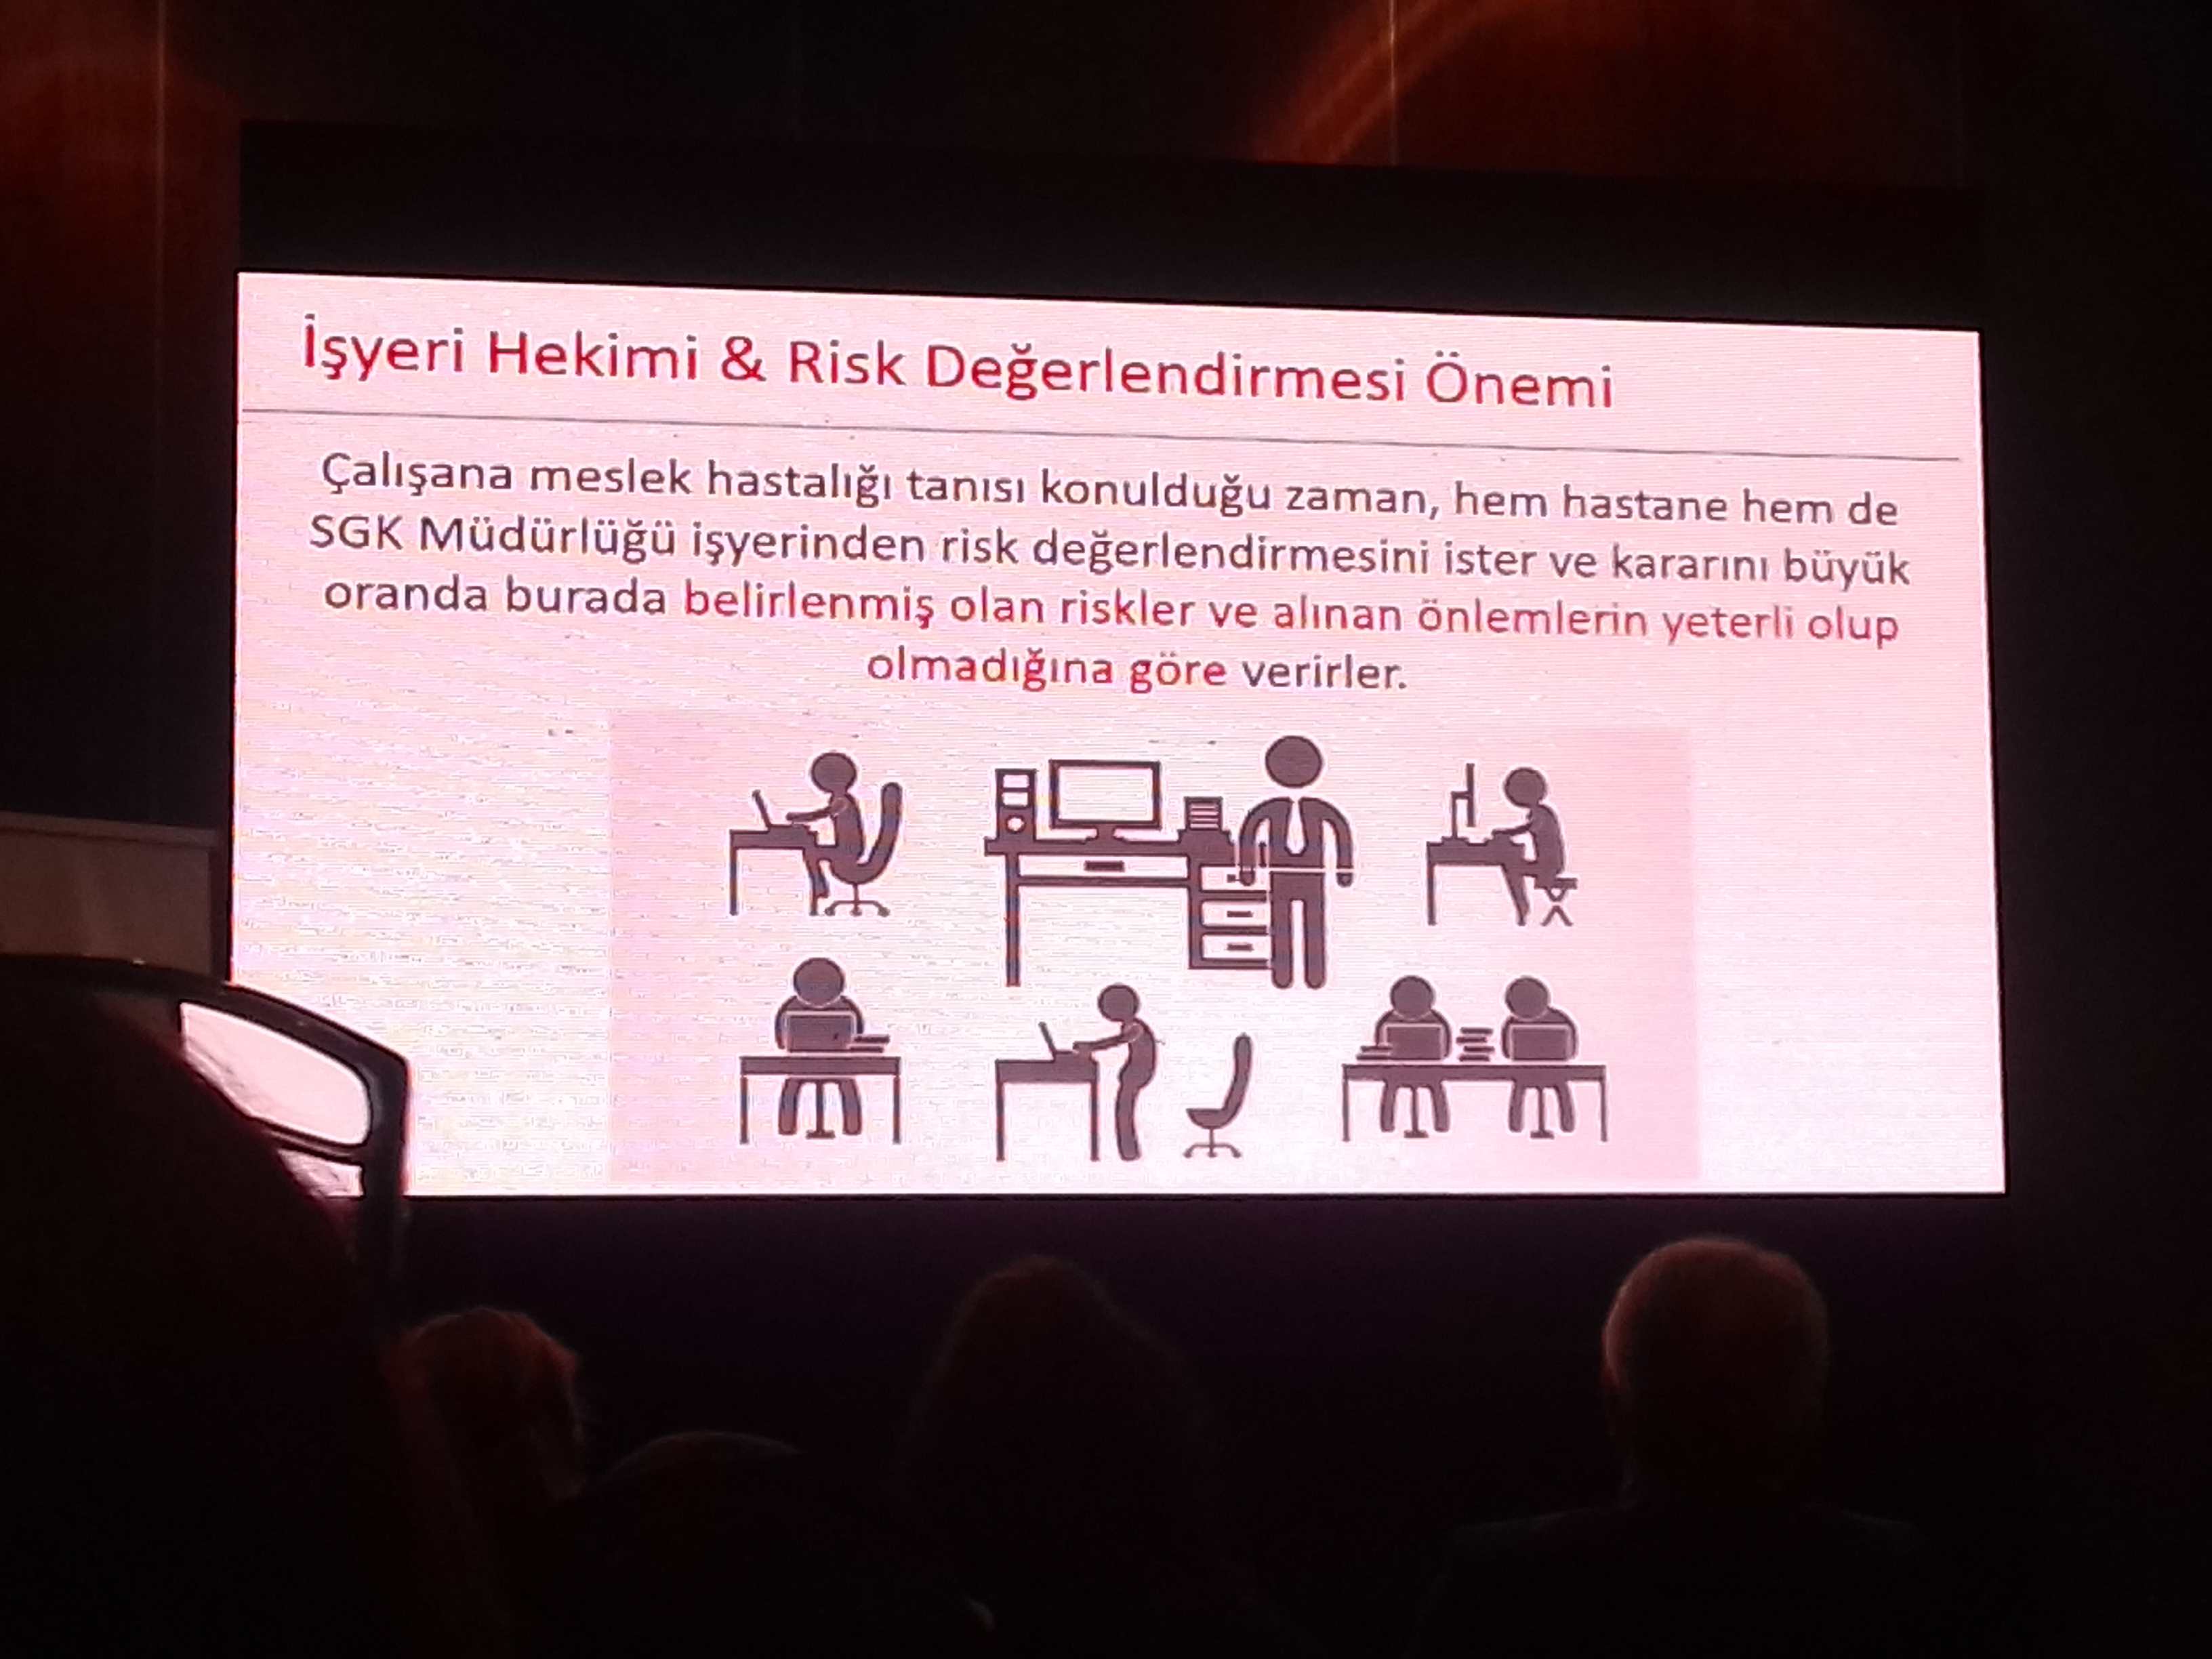 İşyeri Hekimi & Risk Değerlendirmesi Önemi
Çalışana meslek hastalığı tanısı konulduğu zaman, hem hastane hem de
SGK Müdürlüğü işyerinden risk değerlendirmesini ister ve kararını büyük
oranda burada belirlenmiş olan riskler ve alınan önlemlerin yeterli olup
olmadığına göre verirler.